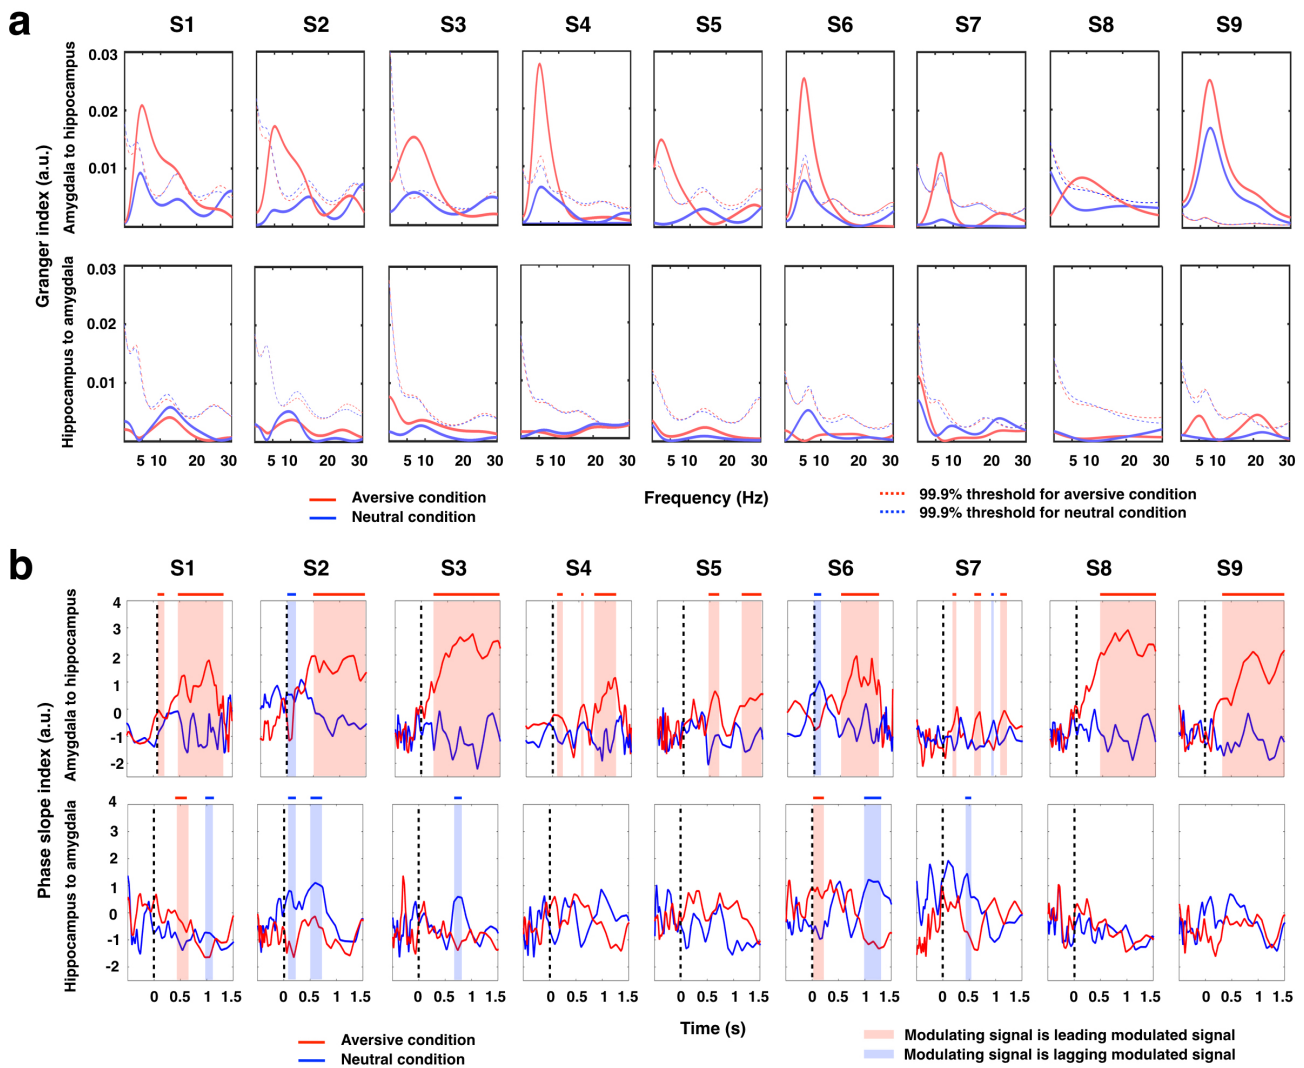 a
S1 S2 S3 S4 S5 S6 S7 S8 S9
Granger index (a.u.)
Amygdala to hippocampus
0.03
0.02
0.01
Hippocampus to amygdala
0.03
0.02
0.01
5 10 20 30 5 10 20 30 5 10 20 30 5 10 20 30 5 10 20 30 5 10 20 30 5 10 20 30 5 10 20 30 5 10 20 30
Frequency (Hz)
Aversive condition
Neutral condition
99.9% threshold for aversive condition
99.9% threshold for neutral condition
b
S1 S2 S3 S4 S5 S6 S7 S8 S9
Phase slope index (a.u.)
Amygdala to hippocampus
4
3
2
1
0
-1
-2
Hippocampus to amygdala
4
3
2
1
0
-1
-2
0 0.5 1 1.5 0 0.5 1 1.5 0 0.5 1 1.5 0 0.5 1 1.5 0 0.5 1 1.5 0 0.5 1 1.5 0 0.5 1 1.5 0 0.5 1 1.5 0 0.5 1 1.5
Time (s)
Aversive condition
Neutral condition
Modulating signal is leading modulated signal
Modulating signal is lagging modulated signal